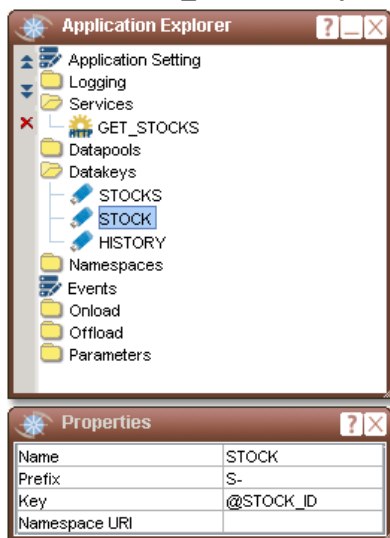 Application Explorer
Application Setting
Logging
Services
HTTP GET_STOCKS
Datapools
Datakeys
STOCKS
STOCK
HISTORY
Namespaces
Events
Onload
Offload
Parameters
Properties
Name STOCK
Prefix S-
Key @STOCK_ID
Namespace URI